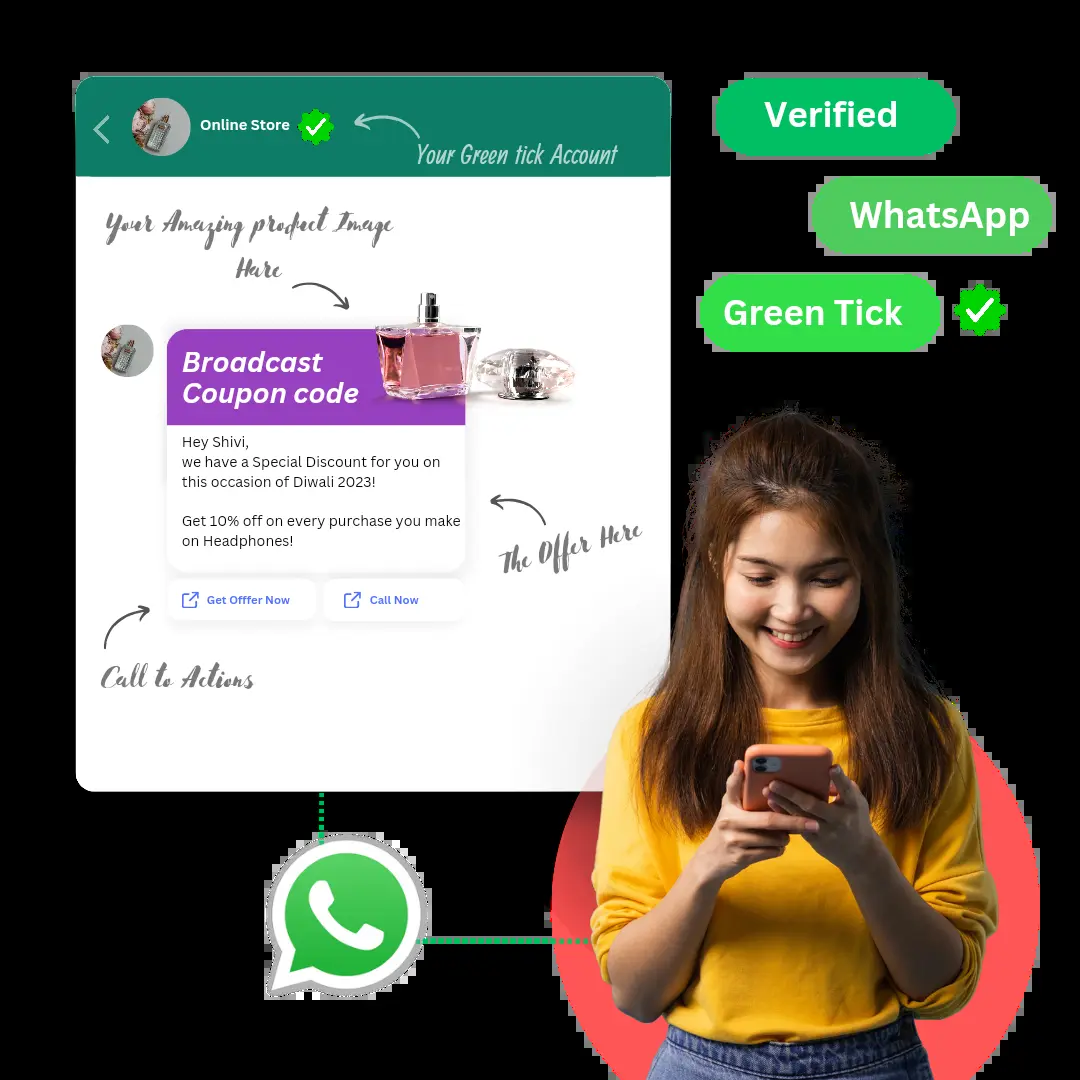 Online Store
Your Green tick Account
Verified
WhatsApp
Green Tick
Your Amazing product Image
Hare
Broadcast
Coupon code
Hey Shivi,
we have a Special Discount for you on
this occasion of Diwali 2023!
Get 10% off on every purchase you make
on Headphones!
The Offer Here
Get Offfer Now
Call Now
Call to Actions